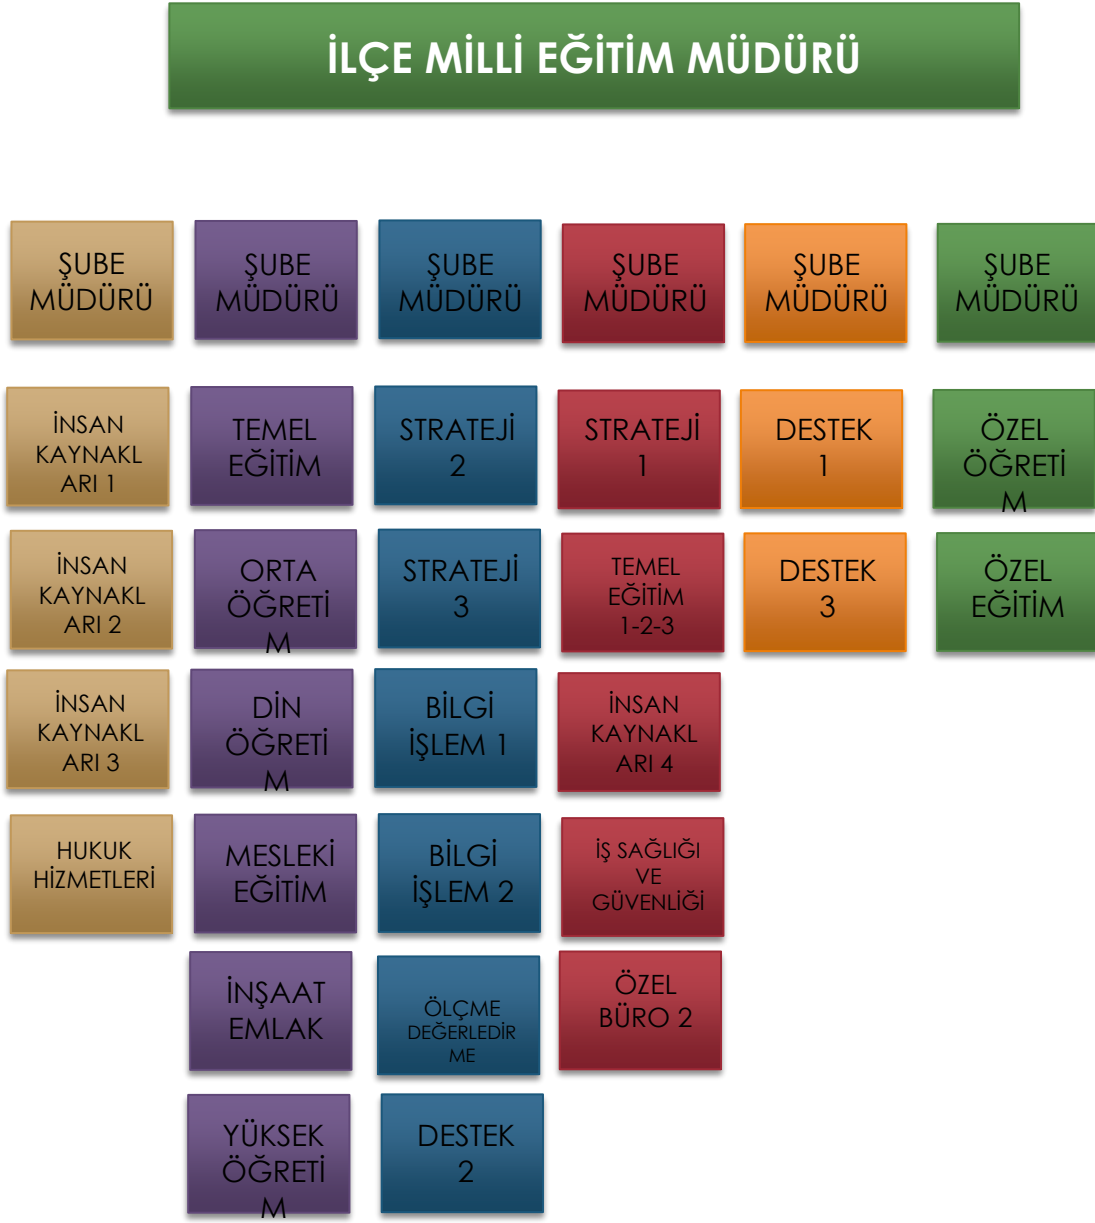 İLÇE MİLLİ EĞİTİM MÜDÜRÜ
ŞUBE
MÜDÜRÜ
ŞUBE
MÜDÜRÜ
ŞUBE
MÜDÜRÜ
ŞUBE
MÜDÜRÜ
ŞUBE
MÜDÜRÜ
ŞUBE
MÜDÜRÜ
İNSAN
KAYNAKL
ARI 1
TEMEL
EĞİTİM
STRATEJİ
2
STRATEJİ
1
DESTEK
1
ÖZEL
ÖĞRETİ
M
İNSAN
KAYNAKL
ARI 2
ORTA
ÖĞRETİ
M
STRATEJİ
3
TEMEL
EĞİTİM
1-2-3
DESTEK
3
ÖZEL
EĞİTİM
İNSAN
KAYNAKL
ARI 3
DİN
ÖĞRETİ
M
BİLGİ
İŞLEM 1
İNSAN
KAYNAKL
ARI 4
HUKUK
HİZMETLERİ
MESLEKİ
EĞİTİM
BİLGİ
İŞLEM 2
İŞ SAĞLIĞI
VE
GÜVENLİĞİ
İNŞAAT
EMLAK
ÖLÇME
DEĞERLEDİR
ME
ÖZEL
BÜRO 2
YÜKSEK
ÖĞRETİ
M
DESTEK
2